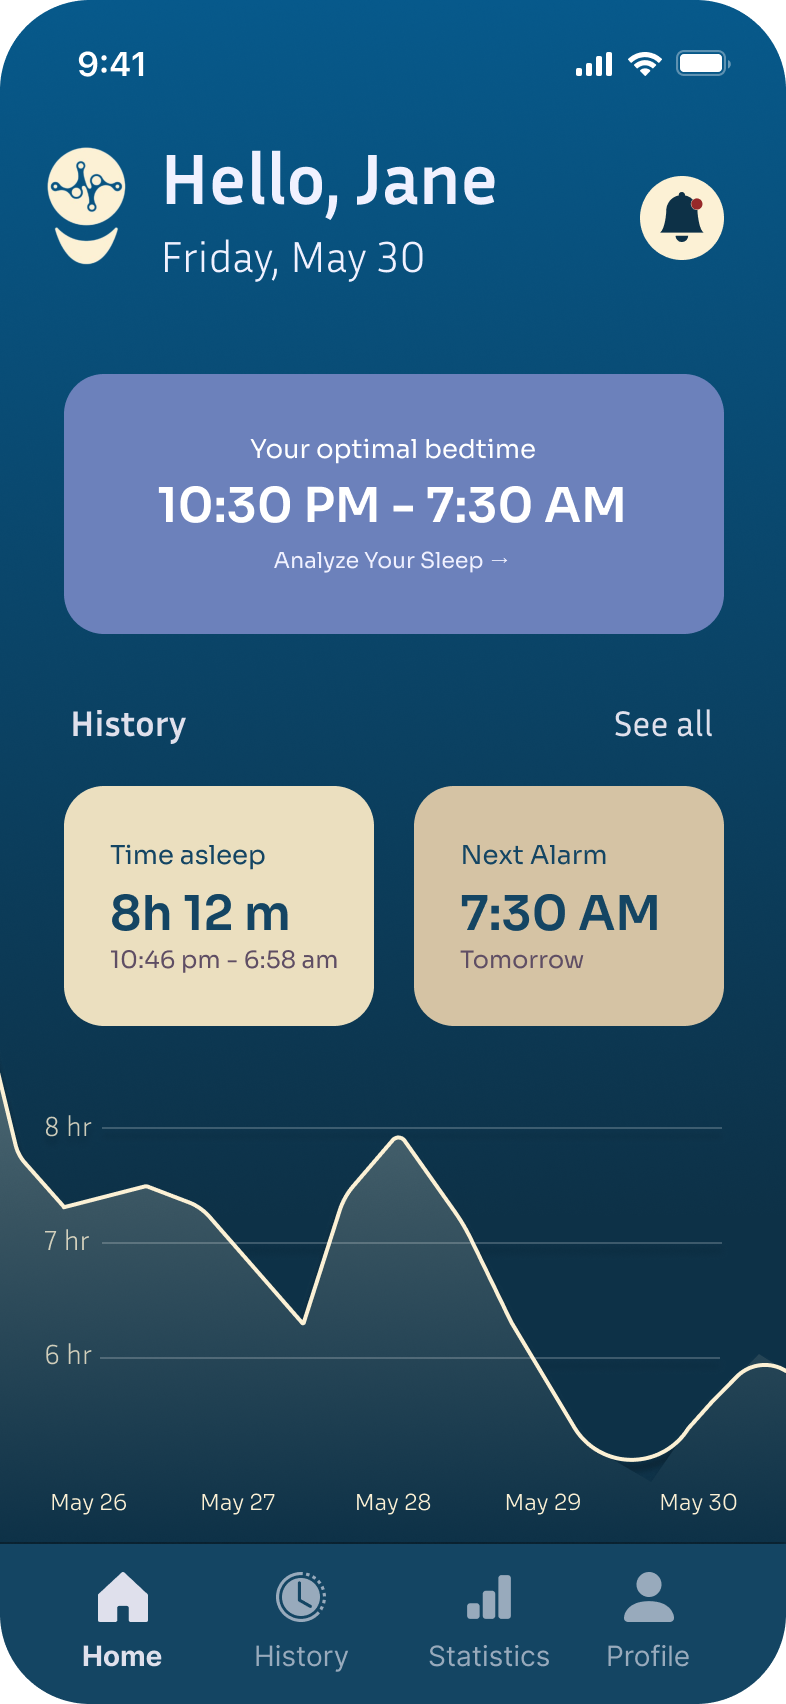 9:41
Hello, Jane
Friday, May 30
Your optimal bedtime
10:30 PM - 7:30 AM
Analyze Your Sleep →
History
See all
Time asleep
8h 12 m
10:46 pm - 6:58 am
Next Alarm
7:30 AM
Tomorrow
8 hr
7 hr
6 hr
May 26
May 27
May 28
May 29
May 30
Home
History
Statistics
Profile